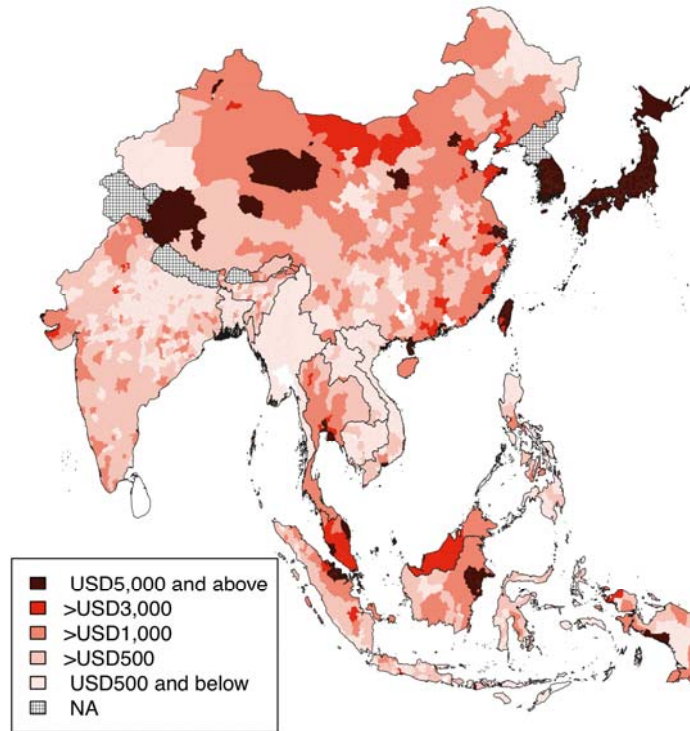 USD5,000 and above
>USD3,000
>USD1,000
>USD500
USD500 and below
NA